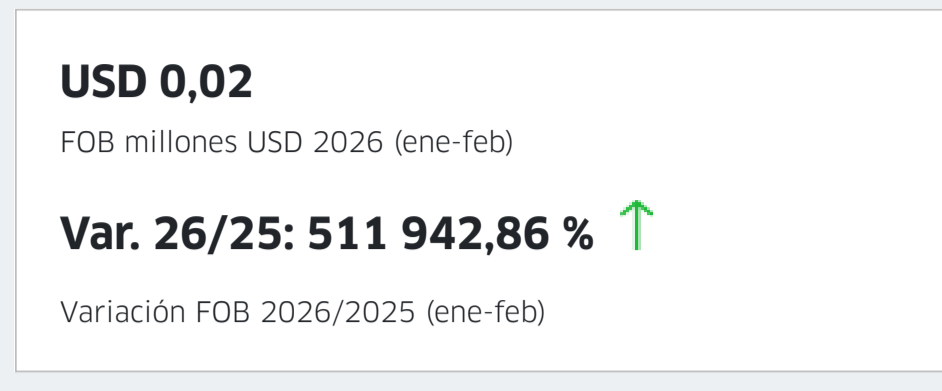 USD 0,02
FOB millones USD 2026 (ene-feb)
Var. 26/25: 511 942,86 %
Variación FOB 2026/2025 (ene-feb)